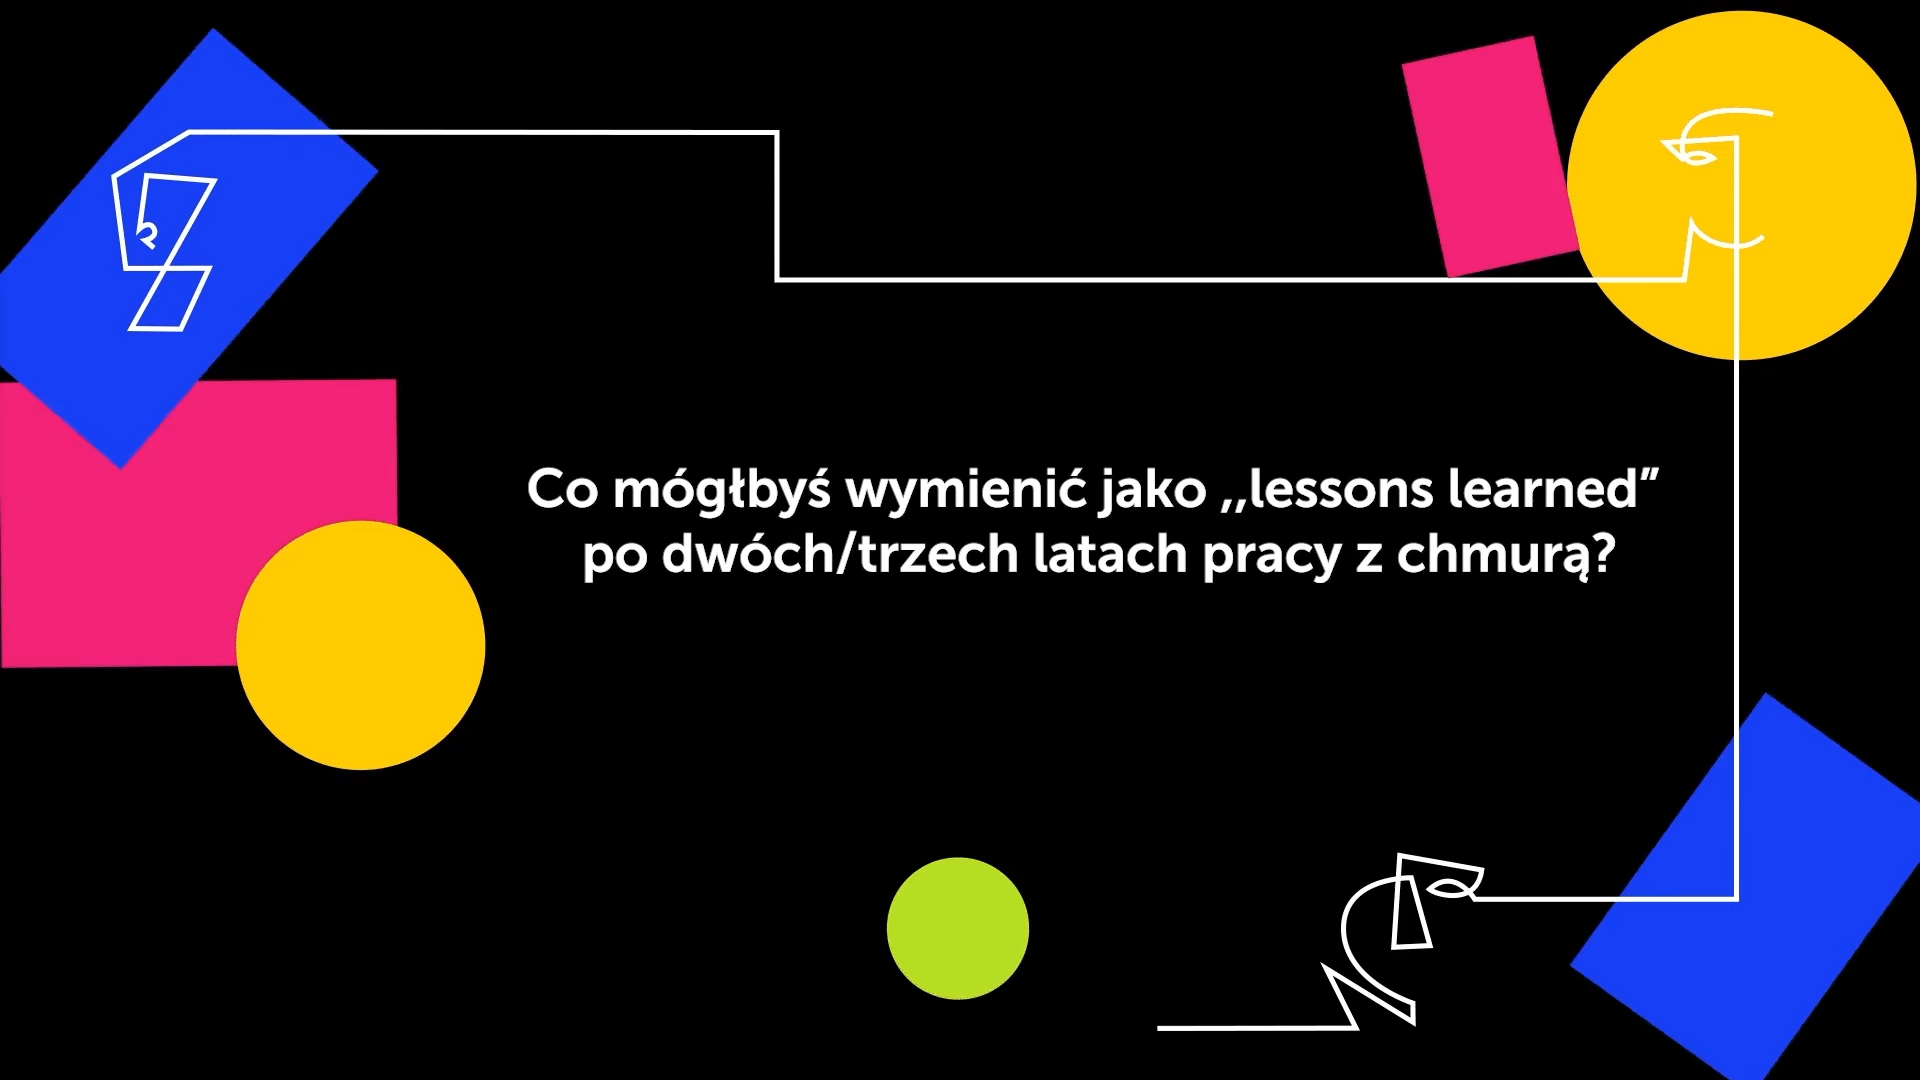 Co mógłbyś wymienić jako ,,lessons learned”
po dwóch/trzech latach pracy z chmurą?